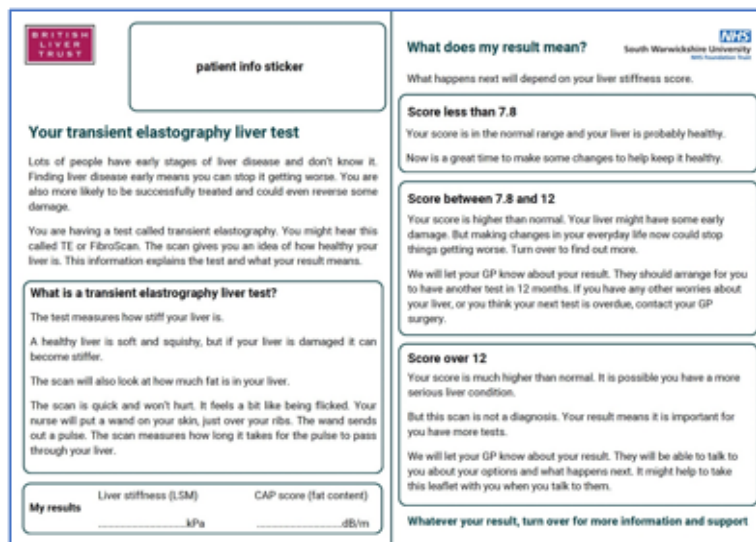 BRITISH
LIVER
TRUST
patient info sticker
Your transient elastography liver test
Lots of people have early stages of liver disease and don't know it.
Finding liver disease early means you can stop it getting worse. You are
also more likely to be successfully treated and could even reverse some
damage.
You are having a test called transient elastography. You might hear this
called TE or FibroScan. The scan gives you an idea of how healthy your
liver is. This information explains the test and what your result means.
What is a transient elastrography liver test?
The test measures how stiff your liver is.
A healthy liver is soft and squishy, but if your liver is damaged it can
become stiffer.
The scan will also look at how much fat is in your liver.
The scan is quick and won't hurt. It feels a bit like being flicked. Your
nurse will put a wand on your skin, just over your ribs. The wand sends
out a pulse. The scan measures how long it takes for the pulse to pass
through your liver.
My results
Liver stiffness (LSM) CAP score (fat content)
........................kPa ........................dB/m
NHS
South Warwickshire University
NHS Foundation Trust
What does my result mean?
What happens next will depend on your liver stiffness score.
Score less than 7.8
Your score is in the normal range and your liver is probably healthy.
Now is a great time to make some changes to help keep it healthy.
Score between 7.8 and 12
Your score is higher than normal. Your liver might have some early
damage. But making changes in your everyday life now could stop
things getting worse. Turn over to find out more.
We will let your GP know about your result. They should arrange for you
to have another test in 12 months. If you have any other worries about
your liver, or you think your next test is overdue, contact your GP
surgery.
Score over 12
Your score is much higher than normal. It is possible you have a more
serious liver condition.
But this scan is not a diagnosis. Your result means it is important for
you have more tests.
We will let your GP know about your result. They will be able to talk to
you about your options and what happens next. It might help to take
this leaflet with you when you talk to them.
Whatever your result, turn over for more information and support